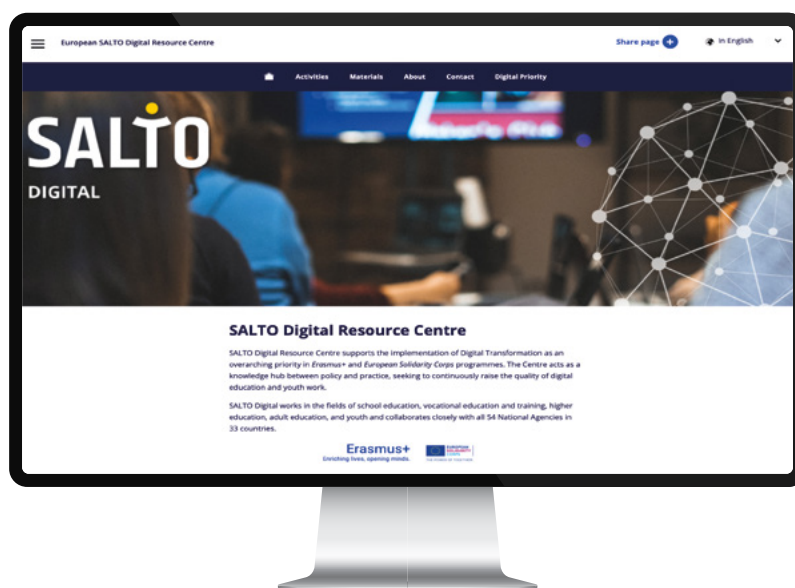 European SALTO Digital Resource Centre
Share page +
In English
Activities Materials About Contact Digital Priority
SALTO
DIGITAL
SALTO Digital Resource Centre
SALTO Digital Resource Centre supports the implementation of Digital Transformation as an
overarching priority in Erasmus+ and European Solidarity Corps programmes. The Centre acts as a
knowledge hub between policy and practice, seeking to continuously raise the quality of digital
education and youth work.
SALTO Digital works in the fields of school education, vocational education and training, higher
education, adult education, and youth and collaborates closely with all 54 National Agencies in
33 countries.
Erasmus+
Enriching lives, opening minds.
EUROPEAN
SOLIDARITY
CORPS
THE POWER OF TOGETHER